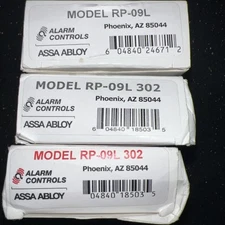 MODEL RP-09L
ALARM
CONTROLS
Phoenix, AZ 85044
ASSA ABLOY
6 04840 24671 2
MODEL RP-09L 302
ALARM
CONTROLS
Phoenix, AZ 85044
ASSA ABLOY
6 04840 18503 5
MODEL RP-09L 302
ALARM
CONTROLS
Phoenix, AZ 85044
ASSA ABLOY
04840 18503 5